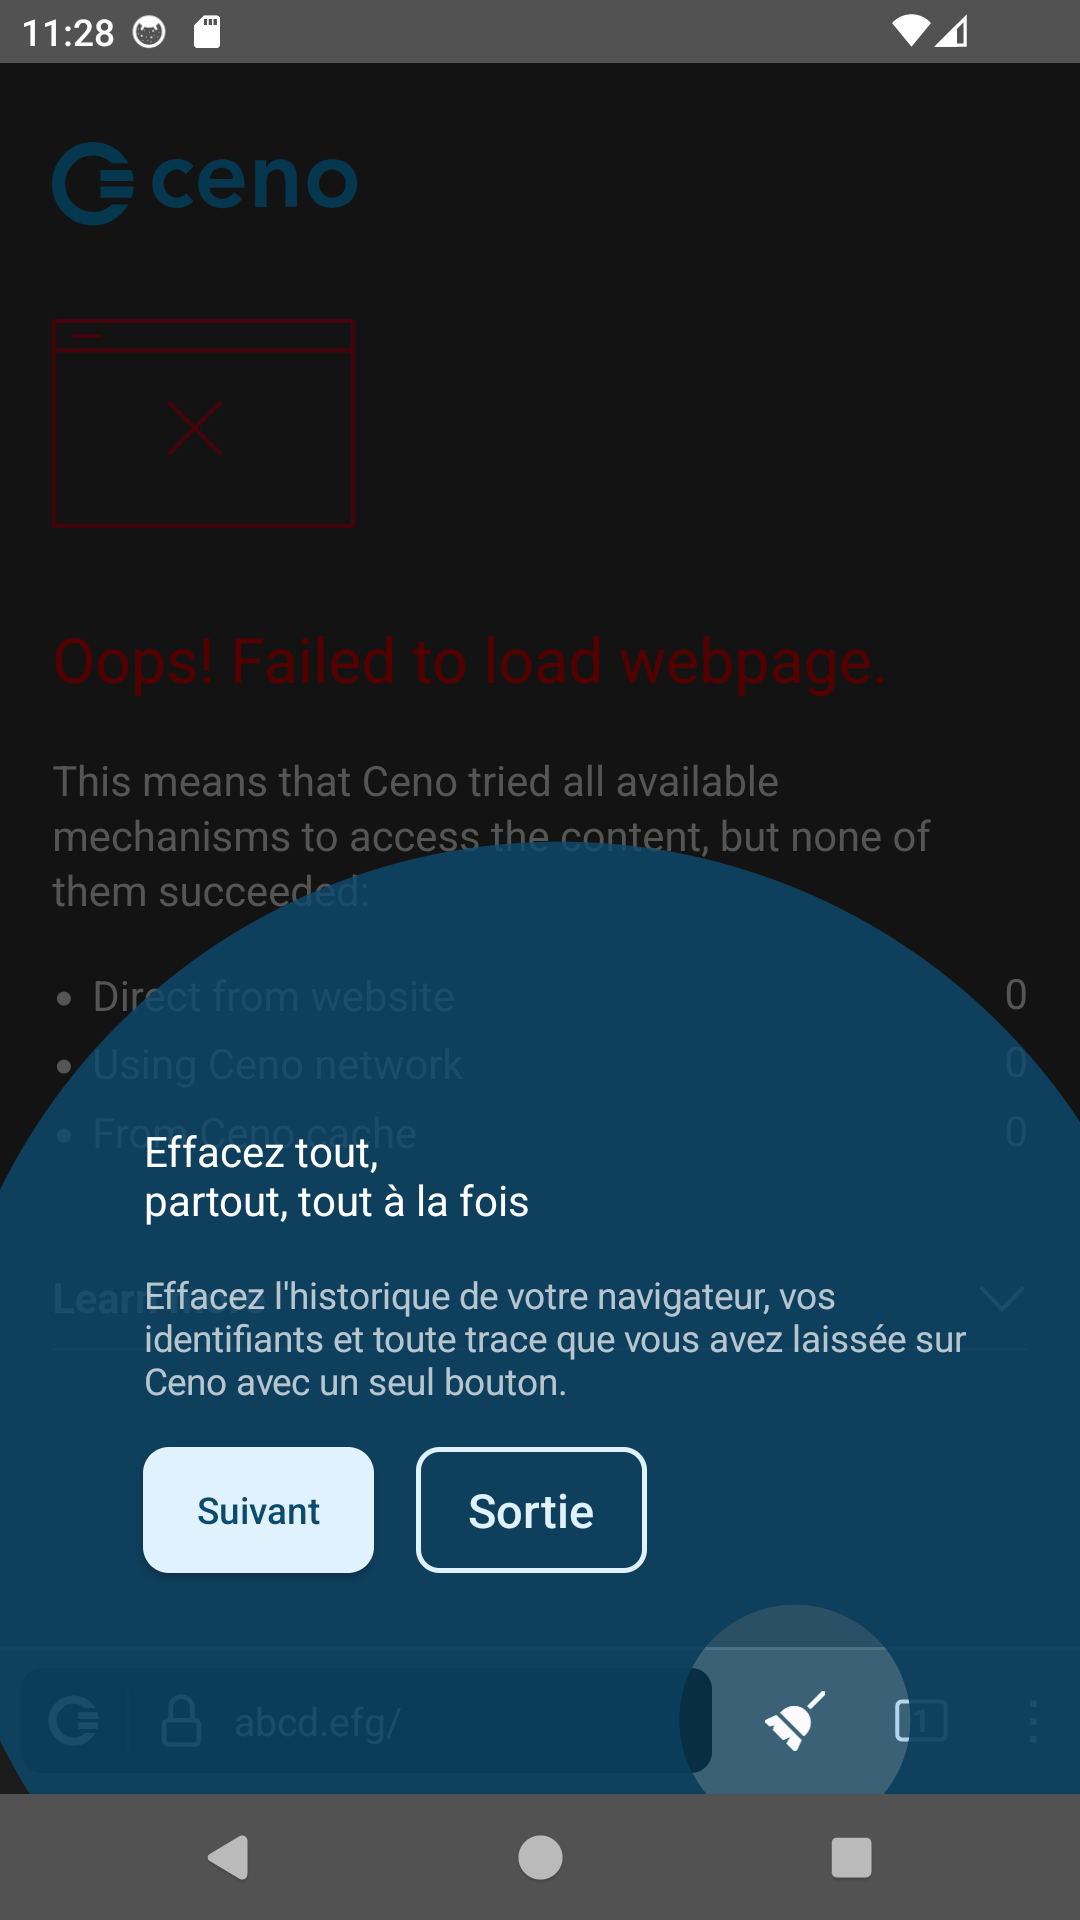 11:28
ceno
Oops! Failed to load webpage.
This means that Ceno tried all available
mechanisms to access the content, but none of
them succeeded:
Direct from website 0
Using Ceno network 0
From Ceno cache 0
Effacez tout,
partout, tout à la fois
Learn more
Effacez l'historique de votre navigateur, vos
identifiants et toute trace que vous avez laissée sur
Ceno avec un seul bouton.
Suivant Sortie
abcd.efg/ 1